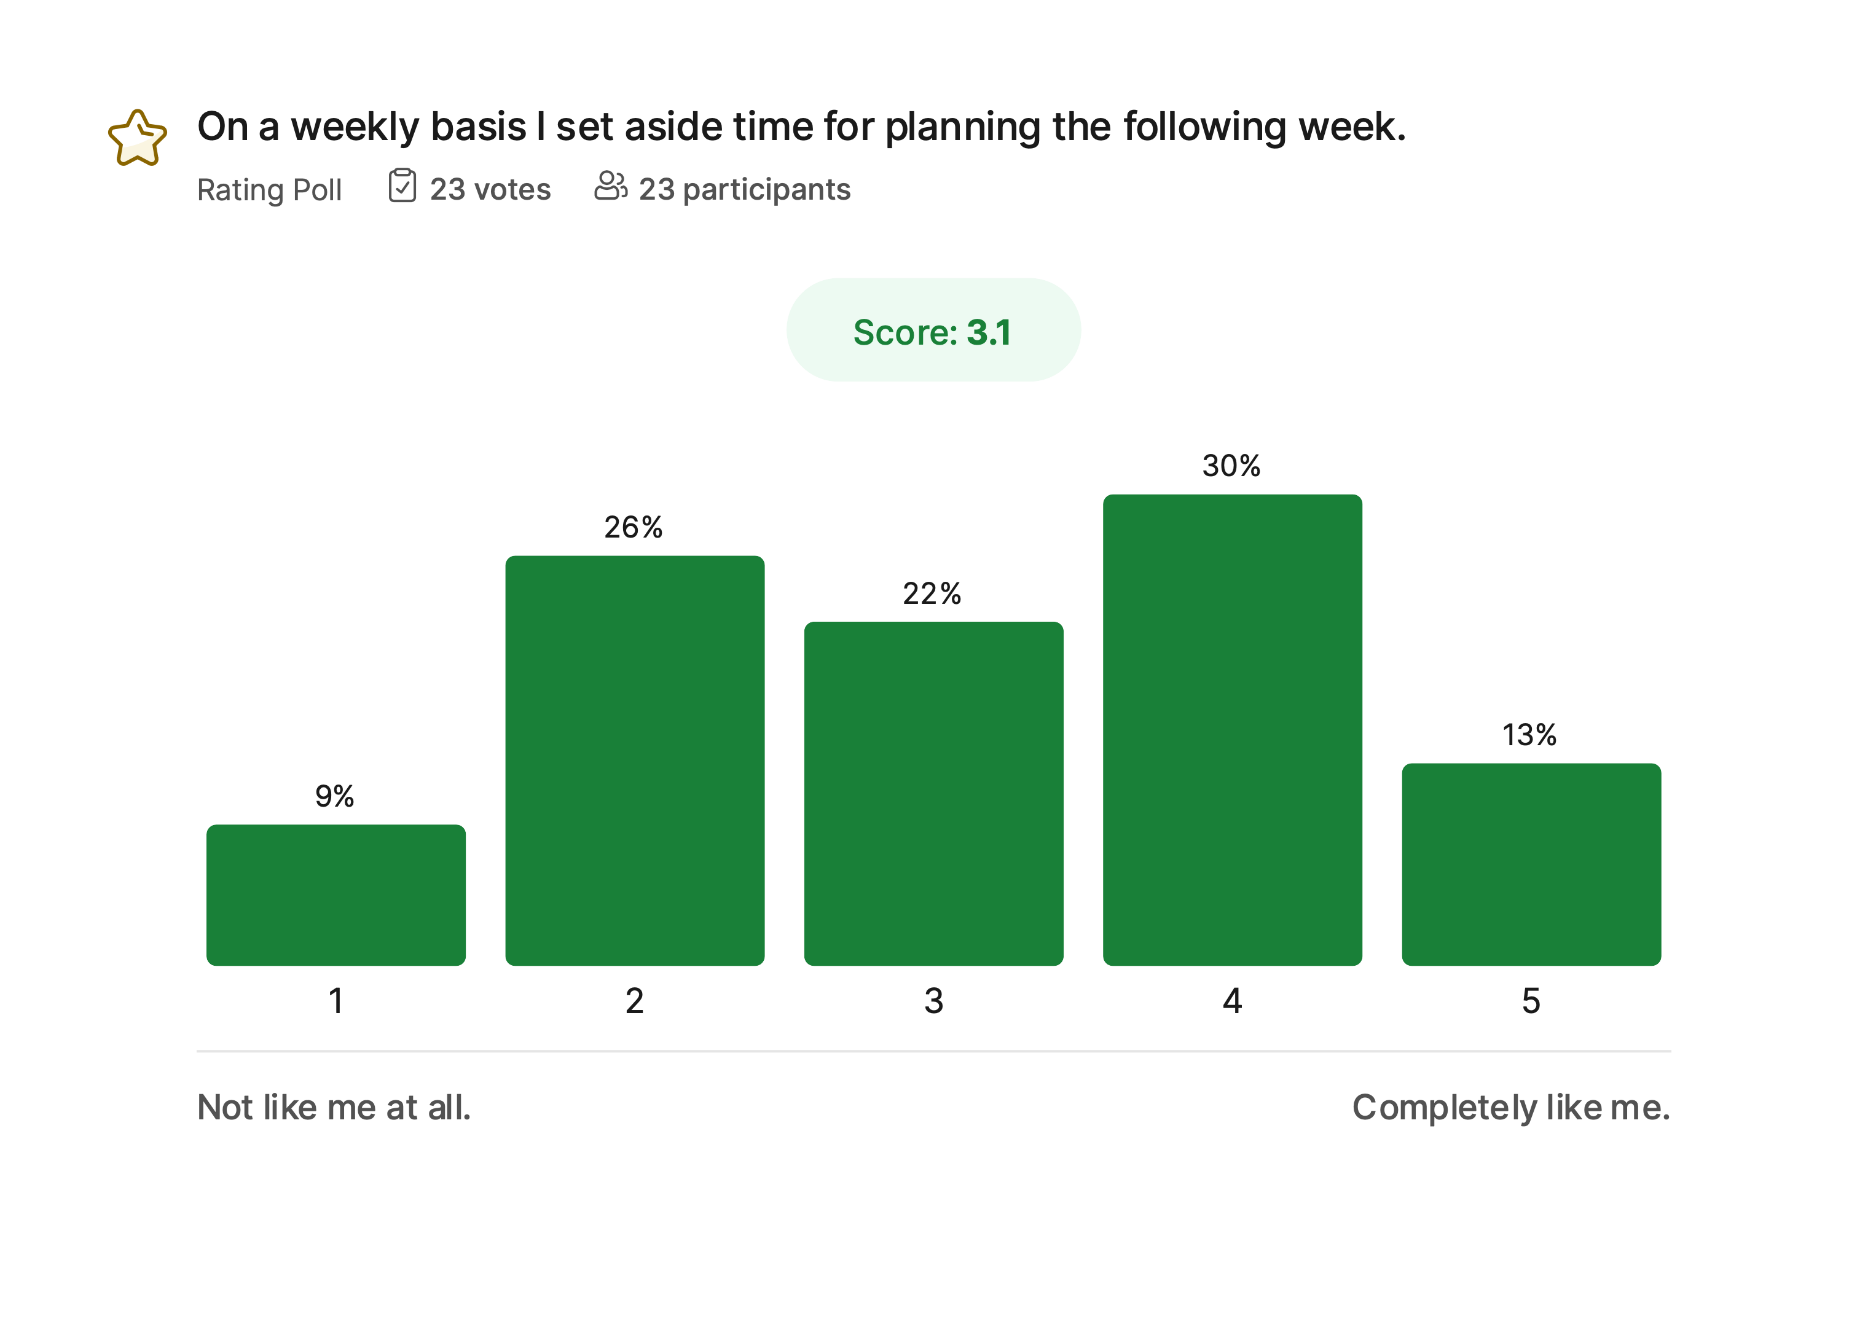 On a weekly basis I set aside time for planning the following week.
Rating Poll 23 votes 23 participants
Score: 3.1
30%
26%
22%
13%
9%
1 2 3 4 5
Not like me at all. Completely like me.